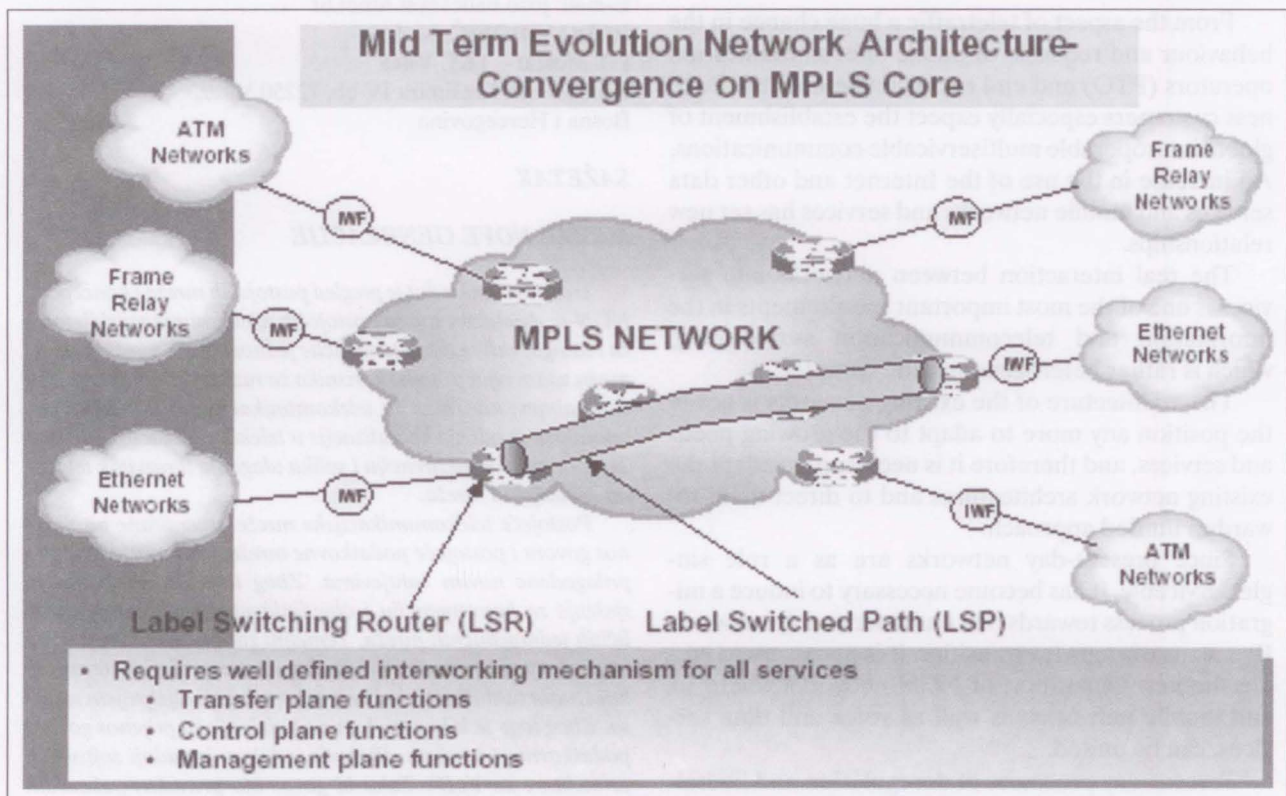 Mid Term Evolution Network Architecture-
Convergence on MPLS Core
ATM
Networks
Frame
Relay
Networks
IWF
IWF
Frame
Relay
Networks
IWF
MPLS NETWORK
Ethernet
Networks
IWF
Ethernet
Networks
IWF
IWF
ATM
Networks
Label Switching Router (LSR)
Label Switched Path (LSP)
Requires well defined interworking mechanism for all services
• Transfer plane functions
• Control plane functions
• Management plane functions